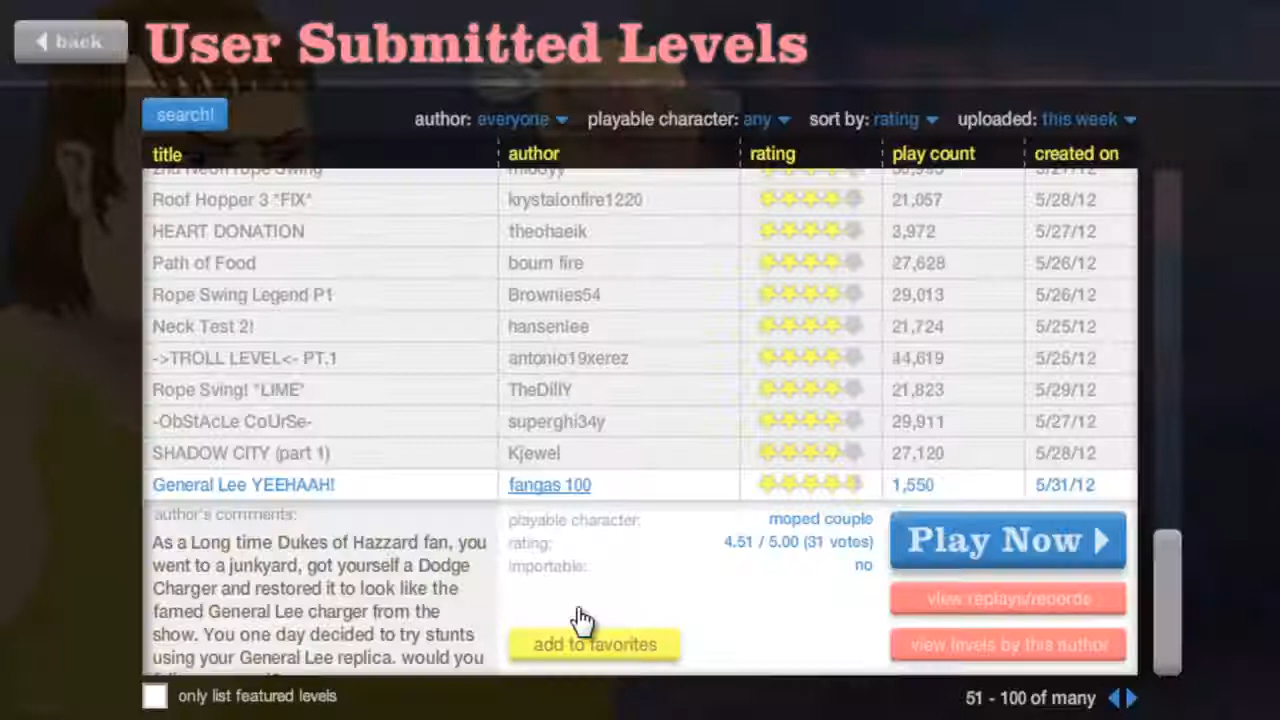 back
User Submitted Levels
search!
author: everyone playable character: any sort by: rating uploaded: this week
title author rating play count created on
2nd Neon rope Swing
Roof Hopper 3 *FIX* krystalonfire1220 21,057 5/28/12
HEART DONATION theohaeik 3,972 5/27/12
Path of Food bourn fire 27,628 5/26/12
Rope Swing Legend P1 Brownies54 29,013 5/26/12
Neck Test 2! hansenlee 21,724 5/25/12
->TROLL LEVEL<- PT.1 antonio19xerez 44,619 5/25/12
Rope Sving! *LIME* TheDillY 21,823 5/29/12
-ObStAcLe CoUrSe- superghi34y 29,911 5/27/12
SHADOW CITY (part 1) Kjewel 27,120 5/28/12
General Lee YEEHAAH! fangas 100 1,550 5/31/12
author's comments:
As a Long time Dukes of Hazzard fan, you
went to a junkyard, got yourself a Dodge
Charger and restored it to look like the
famed General Lee charger from the
show. You one day decided to try stunts
using your General Lee replica. would you
playable character: moped couple
rating: 4.51 / 5.00 (31 votes)
importable: no
add to favorites
Play Now
view replays/records
view levels by this author
only list featured levels
51 - 100 of many